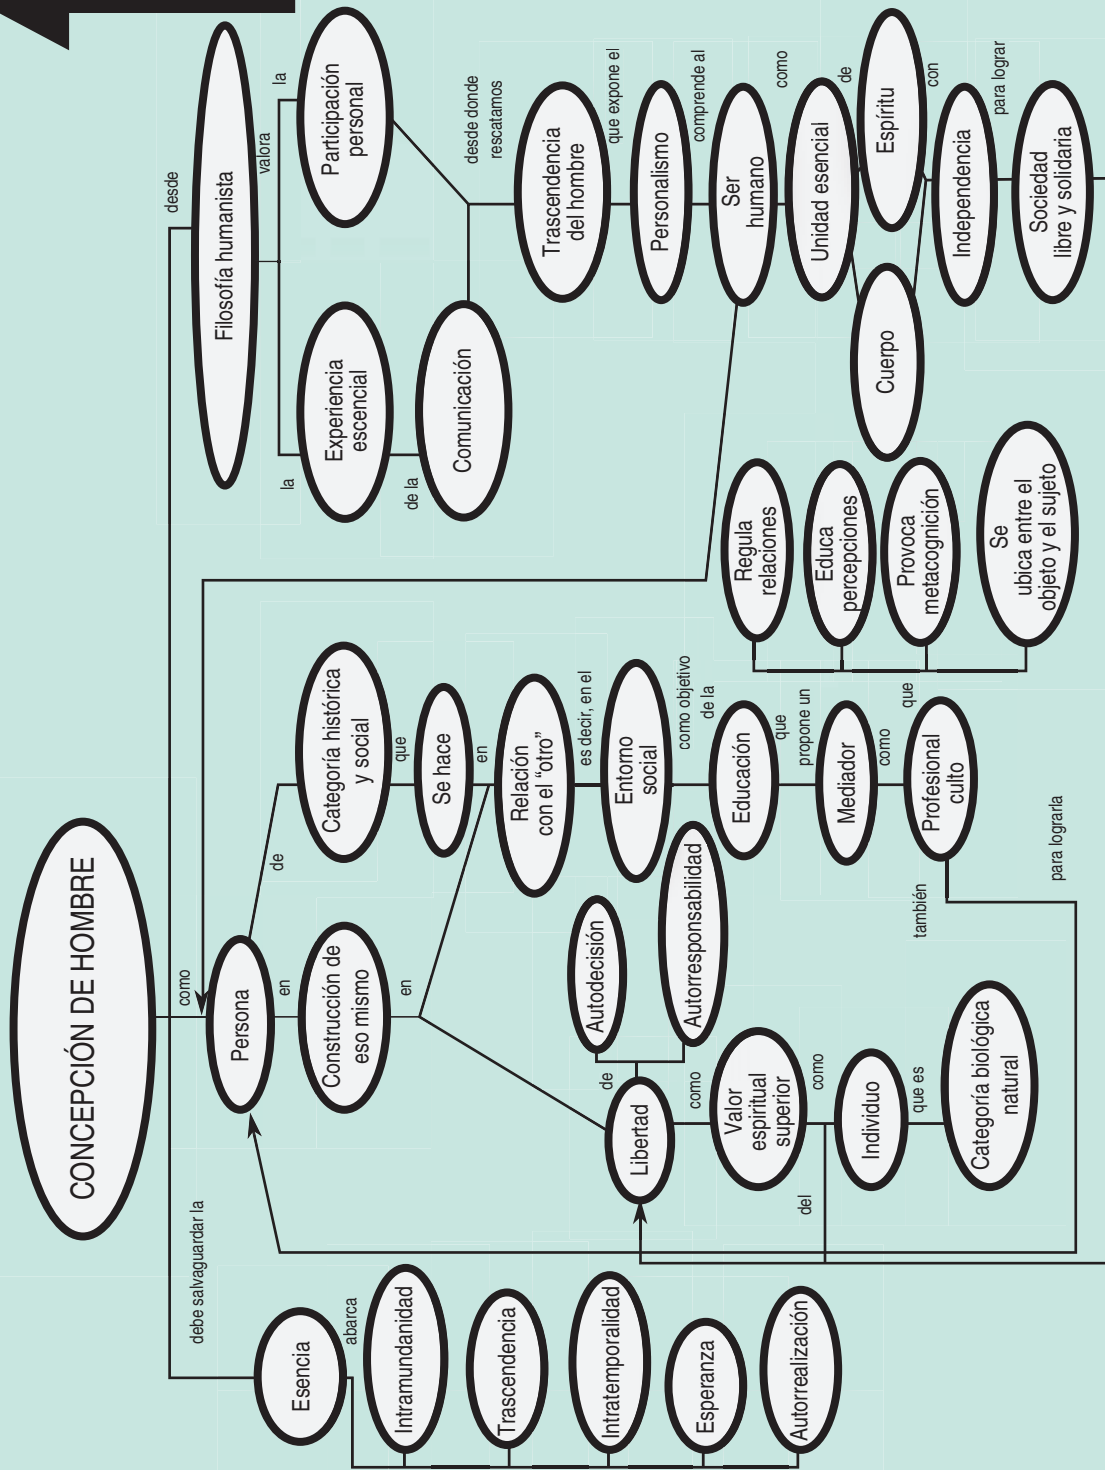 CONCEPCIÓN DE HOMBRE
debe salvaguardar la
como
desde
Esencia
abarca
Intramundanidad
Trascendencia
Intratemporalidad
Esperanza
Autorrealización
Persona
en
de
Construcción de
eso mismo
en
Categoría histórica
y social
que
Se hace
en
Relación
con el “otro”
es decir, en el
Entorno
social
como objetivo
de la
Educación
que
propone un
Mediador
como
Profesional
culto
que
Regula
relaciones
Educa
percepciones
Provoca
metacognición
Se
ubica entre el
objeto y el sujeto
también
para lograrla
Libertad
de
Autodecisión
Autorresponsabilidad
como
Valor
espiritual
superior
como
del
Individuo
que es
Categoría biológica
natural
Filosofía humanista
valora
la
la
Experiencia
escencial
de la
Comunicación
Participación
personal
desde donde
rescatamos
Trascendencia
del hombre
que expone el
Personalismo
comprende al
Ser
humano
como
Unidad esencial
de
Cuerpo
Espíritu
con
Independencia
para lograr
Sociedad
libre y solidaria